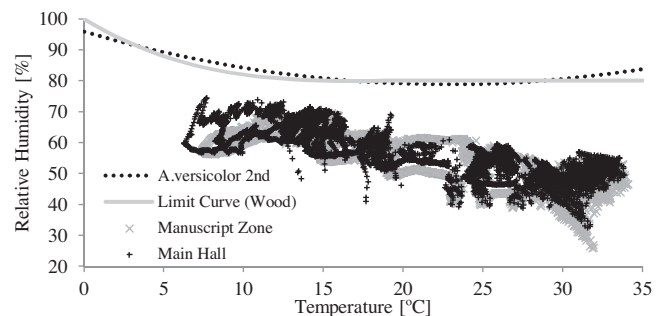 100
90
80
70
60
50
40
30
20
Relative Humidity [%]
A.versicolor 2nd
Limit Curve (Wood)
Manuscript Zone
Main Hall
0 5 10 15 20 25 30 35
Temperature [ºC]